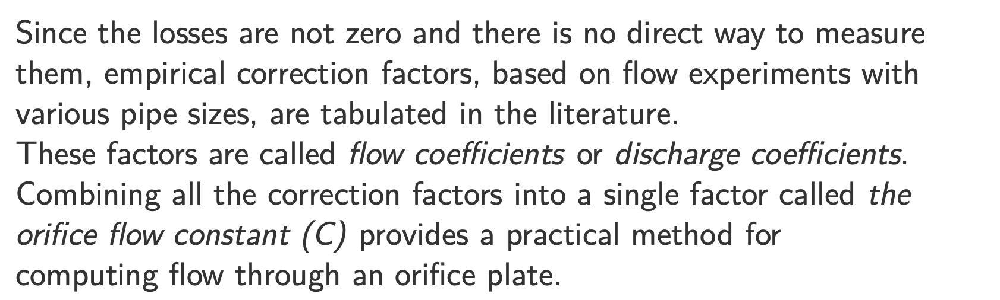 Since the losses are not zero and there is no direct way to measure
them, empirical correction factors, based on flow experiments with
various pipe sizes, are tabulated in the literature.
These factors are called flow coefficients or discharge coefficients.
Combining all the correction factors into a single factor called the
orifice flow constant (C) provides a practical method for
computing flow through an orifice plate.